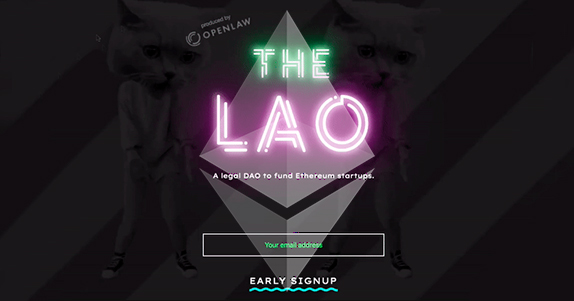 produced by
OPENLAW
THE
LAO
A legal DAO to fund Ethereum startups.
Your email address
EARLY SIGNUP